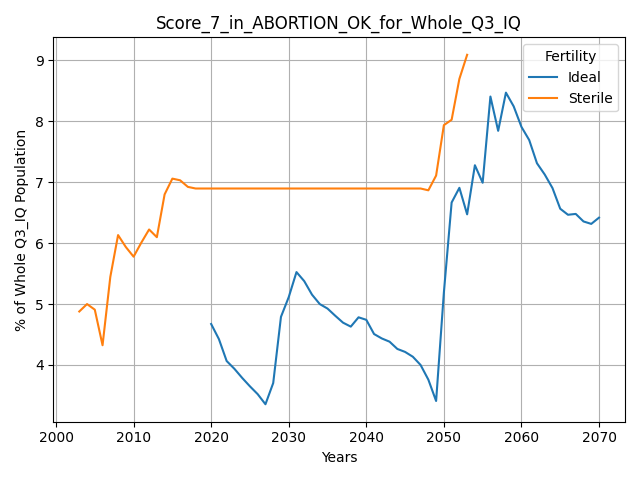 Score_7_in_ABORTION_OK_for_Whole_Q3_IQ
Fertility
Ideal
Sterile
% of Whole Q3_IQ Population
9
8
7
6
5
4
2000 2010 2020 2030 2040 2050 2060 2070
Years